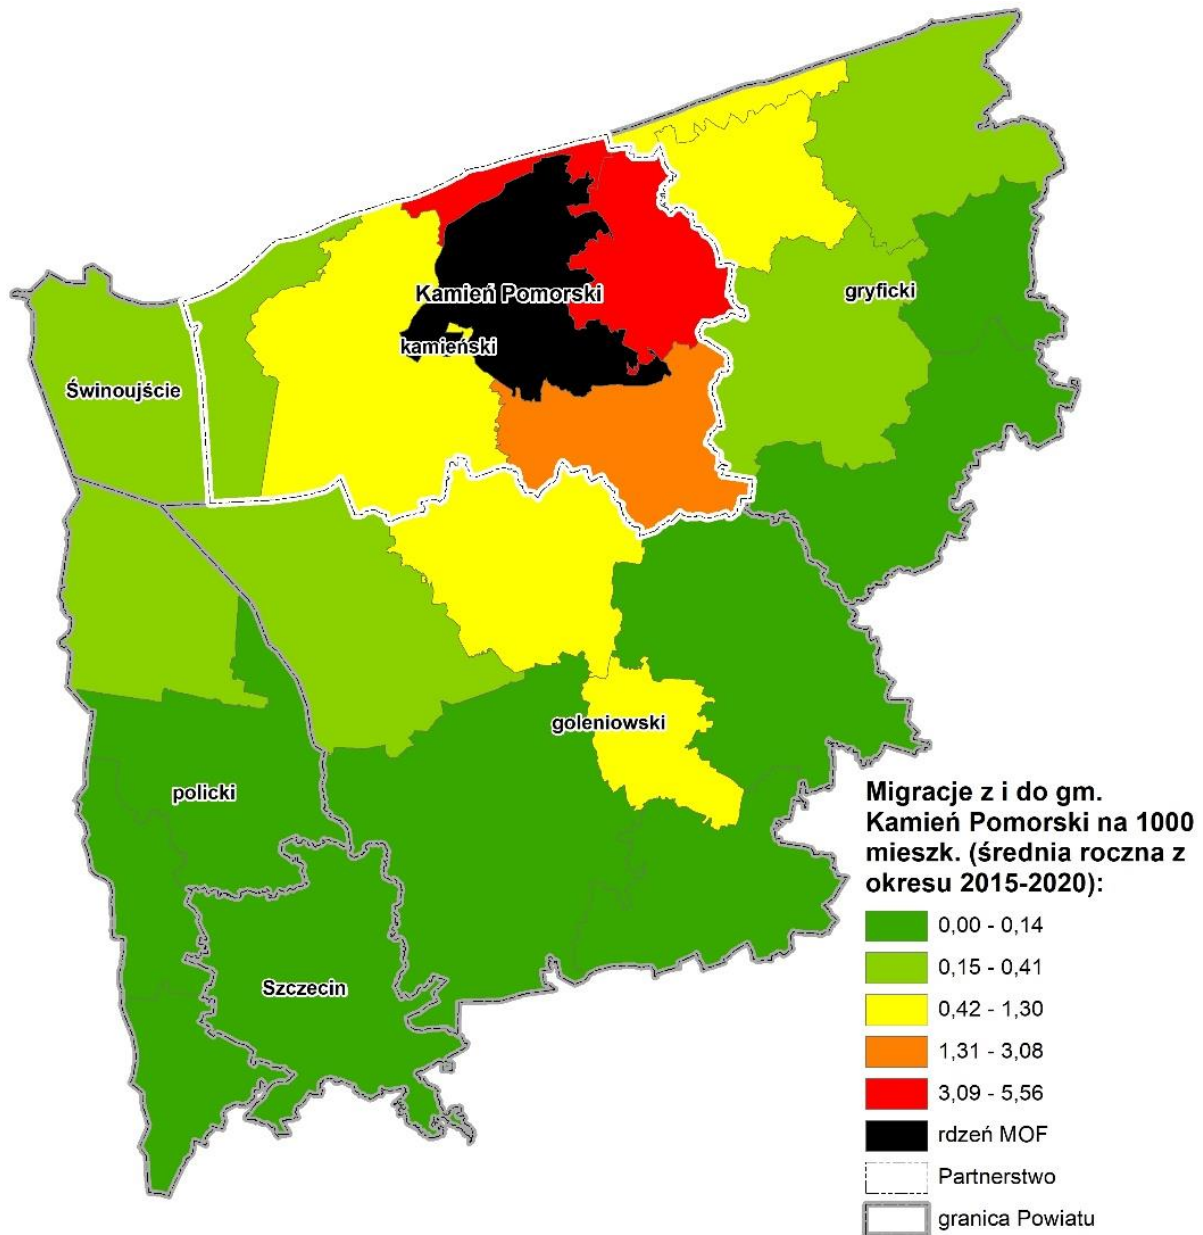 Kamień Pomorski
gryficki
kamieński
Świnoujście
goleniowski
policki
Szczecin
Migracje z i do gm.
Kamień Pomorski na 1000
mieszk. (średnia roczna z
okresu 2015-2020):
0,00 - 0,14
0,15 - 0,41
0,42 - 1,30
1,31 - 3,08
3,09 - 5,56
rdzeń MOF
Partnerstwo
granica Powiatu